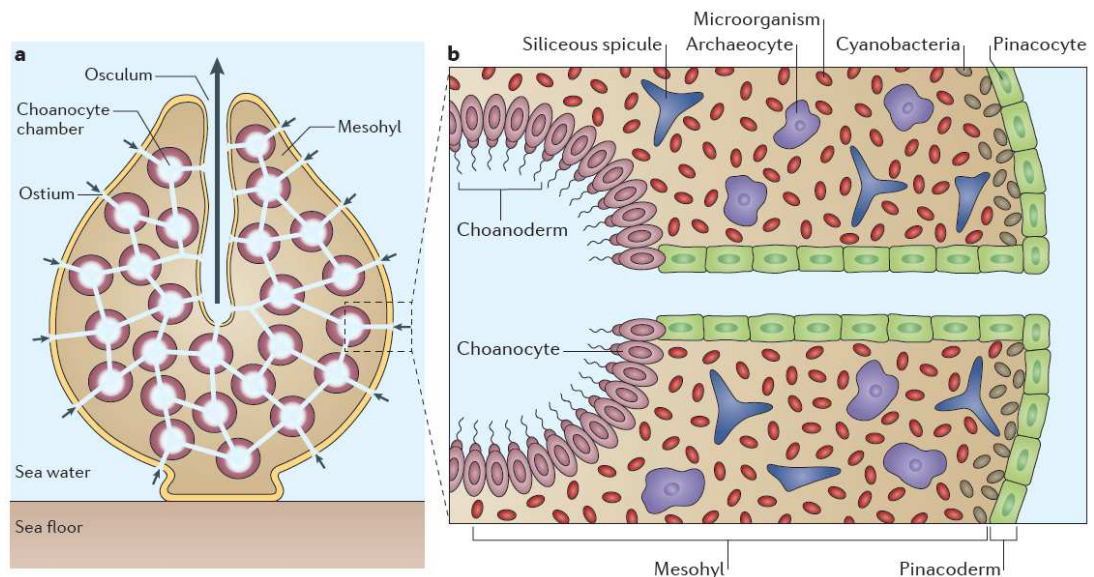 a
Osculum
Choanocyte
chamber
Mesohyl
Ostium
Sea water
Sea floor
b
Microorganism
Siliceous spicule
Archaeocyte
Cyanobacteria
Pinacocyte
Choanoderm
Choanocyte
Mesohyl
Pinacoderm